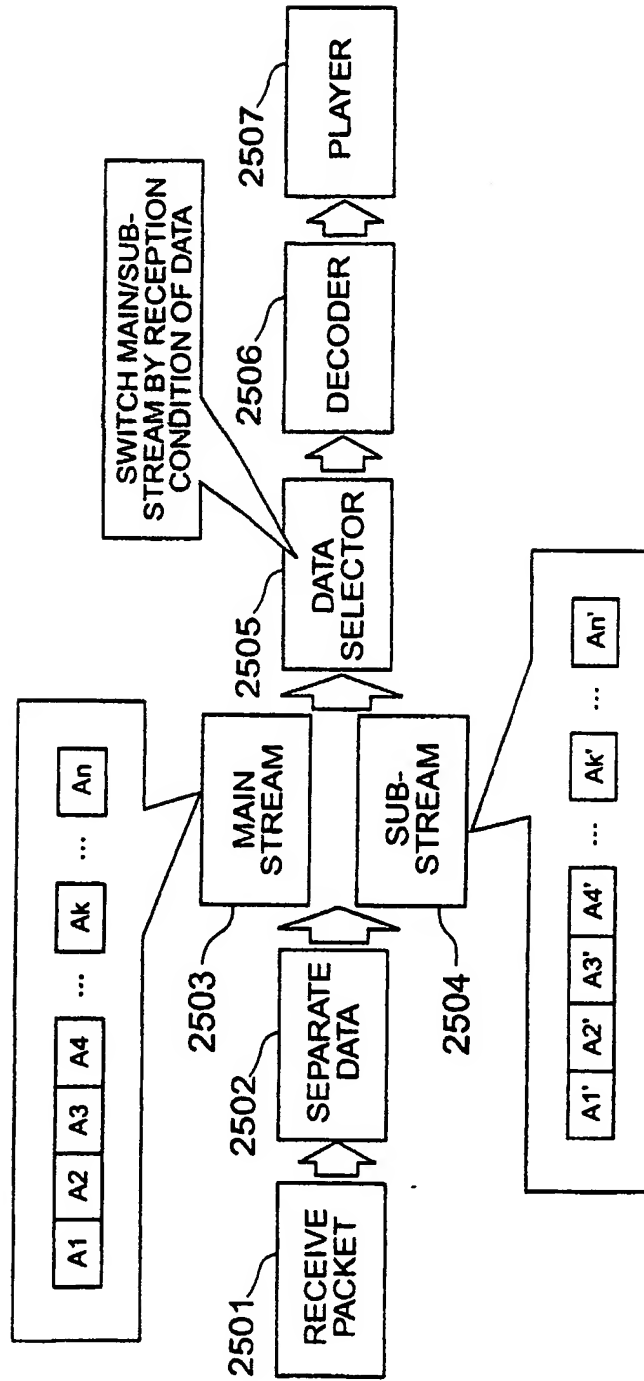 A1 A2 A3 A4 ... Ak ... An
SWITCH MAIN/SUB-
STREAM BY RECEPTION
CONDITION OF DATA
2501
RECEIVE
PACKET
2502
SEPARATE
DATA
2503
MAIN
STREAM
2504
SUB-
STREAM
2505
DATA
SELECTOR
2506
DECODER
2507
PLAYER
A1' A2' A3' A4' ... Ak' ... An'